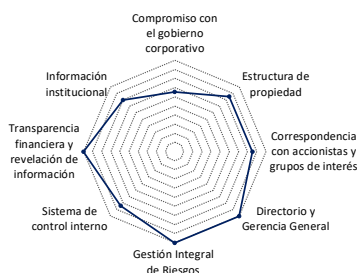 Compromiso con
el gobierno
corporativo
Información
institucional
Estructura de
propiedad
Transparencia
financiera y
revelación de
información
Correspondencia
con accionistas y
grupos de interés
Sistema de
control interno
Directorio y
Gerencia General
Gestión Integral
de Riesgos